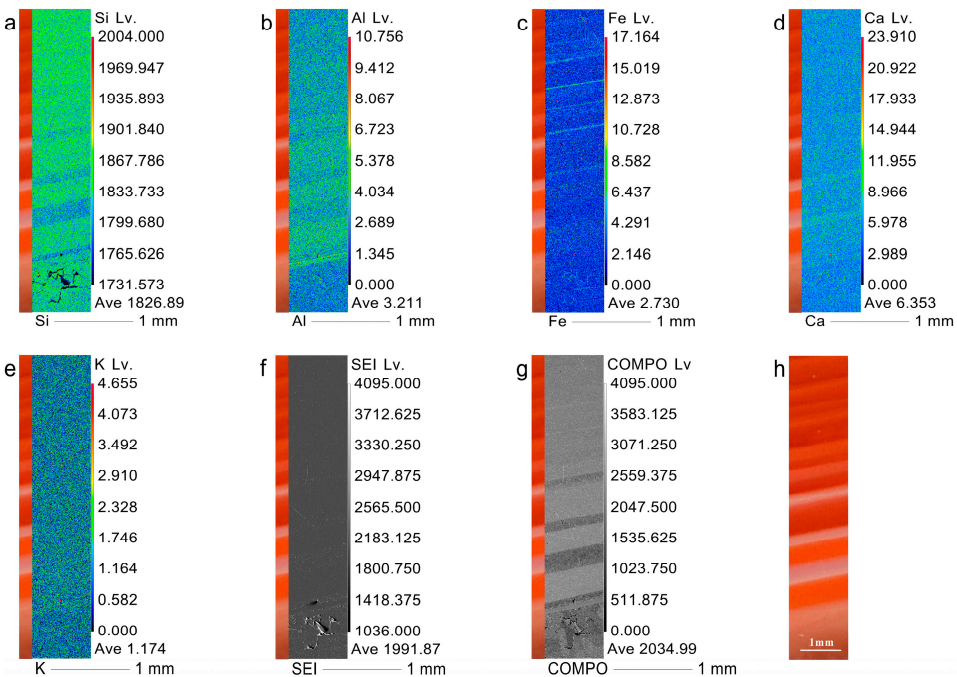 a
Si Lv.
2004.000
1969.947
1935.893
1901.840
1867.786
1833.733
1799.680
1765.626
1731.573
Ave 1826.89
Si 1 mm
b
Al Lv.
10.756
9.412
8.067
6.723
5.378
4.034
2.689
1.345
0.000
Ave 3.211
Al 1 mm
c
Fe Lv.
17.164
15.019
12.873
10.728
8.582
6.437
4.291
2.146
0.000
Ave 2.730
Fe 1 mm
d
Ca Lv.
23.910
20.922
17.933
14.944
11.955
8.966
5.978
2.989
0.000
Ave 6.353
Ca 1 mm
e
K Lv.
4.655
4.073
3.492
2.910
2.328
1.746
1.164
0.582
0.000
Ave 1.174
K 1 mm
f
SEI Lv.
4095.000
3712.625
3330.250
2947.875
2565.500
2183.125
1800.750
1418.375
1036.000
Ave 1991.87
SEI 1 mm
g
COMPO Lv
4095.000
3583.125
3071.250
2559.375
2047.500
1535.625
1023.750
511.875
0.000
Ave 2034.99
COMPO 1 mm
h
1mm